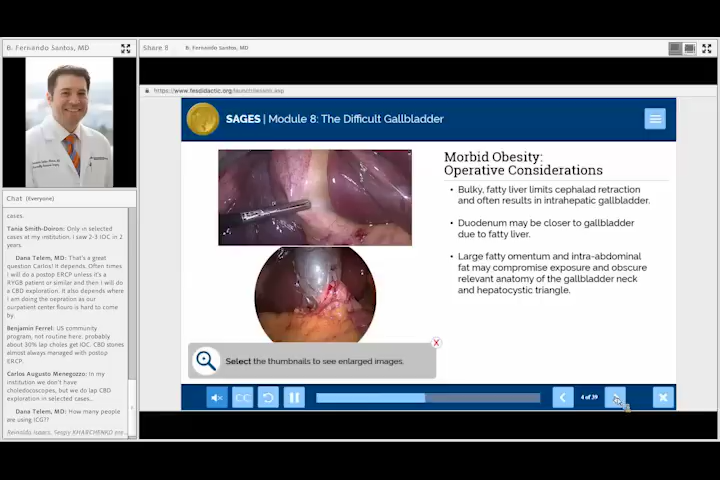 B. Fernando Santos, MD
Share 8
B. Fernando Santos, MD
https://www.fesdidactic.org/launch/lessons.asp
SAGES | Module 8: The Difficult Gallbladder
Morbid Obesity:
Operative Considerations
• Bulky, fatty liver limits cephalad retraction
and often results in intrahepatic gallbladder.
• Duodenum may be closer to gallbladder
due to fatty liver.
• Large fatty omentum and intra-abdominal
fat may compromise exposure and obscure
relevant anatomy of the gallbladder neck
and hepatocystic triangle.
X
Select the thumbnails to see enlarged images.
CC
4 of 39
Chat (Everyone)
cases.
Tania Smith-Doiron: Only in selected
cases at my institution. I saw 2-3 IOC in 2
years.
Dana Telem, MD: That's a great
question Carlos! It depends. Often times
I will do a postop ERCP unless it's a
RYGB patient or similar and then I will do
a CBD exploration. It also depends where
I am doing the operation as our
outpatient center flouro is hard to come
by.
Benjamin Ferrel: US community
program, not routine here. probably
about 30% lap choles get IOC. CBD stones
almost always managed with postop
ERCP.
Carlos Augusto Menegozzo: In my
institution we don't have
choledocoscopes, but we do lap CBD
exploration in selected cases...
Dana Telem, MD: How many people
are using ICG??